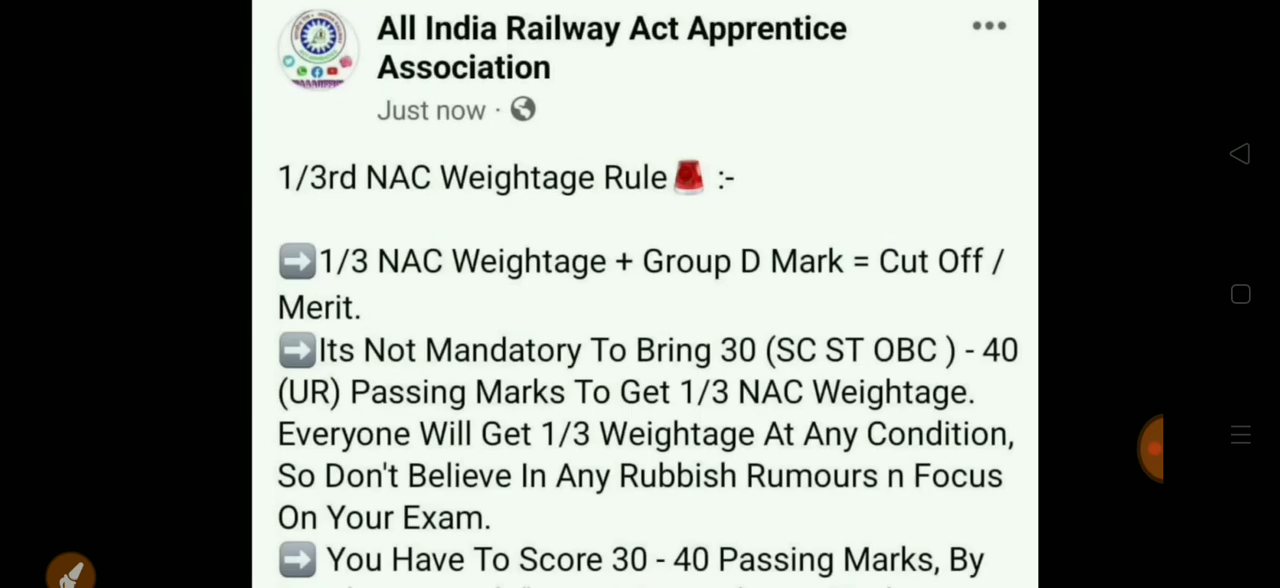 All India Railway Act Apprentice
Association
Just now ·
1/3rd NAC Weightage Rule🚨 :-
➡️1/3 NAC Weightage + Group D Mark = Cut Off /
Merit.
➡️Its Not Mandatory To Bring 30 (SC ST OBC ) - 40
(UR) Passing Marks To Get 1/3 NAC Weightage.
Everyone Will Get 1/3 Weightage At Any Condition,
So Don't Believe In Any Rubbish Rumours n Focus
On Your Exam.
➡️ You Have To Score 30 - 40 Passing Marks, By